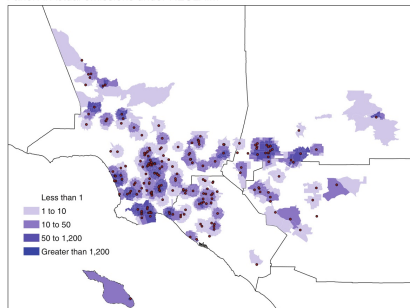 Less than 1
1 to 10
10 to 50
50 to 1,200
Greater than 1,200